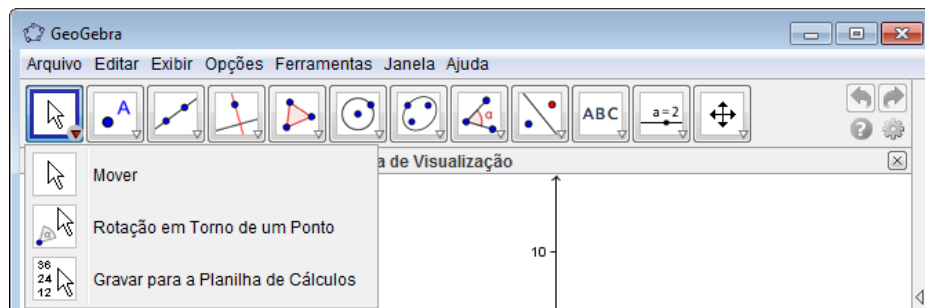 GeoGebra
Arquivo Editar Exibir Opções Ferramentas Janela Ajuda
A α ABC a=2
a de Visualização
Mover
Rotação em Torno de um Ponto
36
24
12
Gravar para a Planilha de Cálculos
10